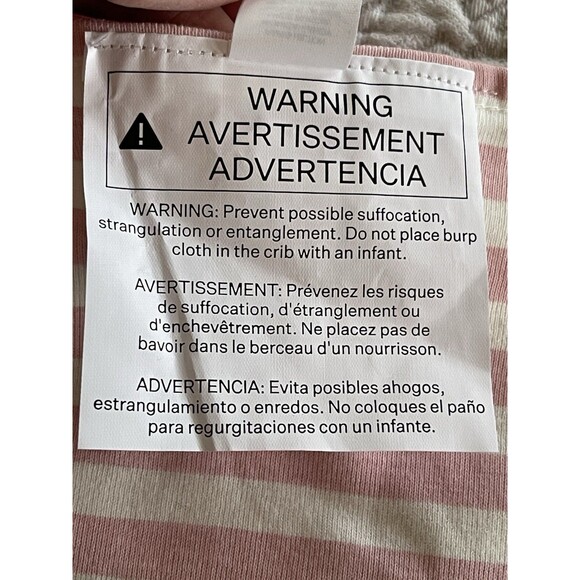 WARNING
AVERTISSEMENT
ADVERTENCIA
WARNING: Prevent possible suffocation,
strangulation or entanglement. Do not place burp
cloth in the crib with an infant.
AVERTISSEMENT: Prévenez les risques
de suffocation, d'étranglement ou
d'enchevêtrement. Ne placez pas de
bavoir dans le berceau d'un nourrisson.
ADVERTENCIA: Evita posibles ahogos,
estrangulamiento o enredos. No coloques el paño
para regurgitaciones con un infante.